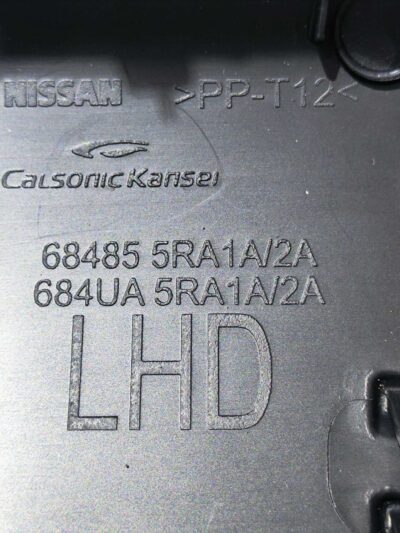 NISSAN >PP-T12<
CALSONIC KANSEI
68485 5RA1A/2A
684UA 5RA1A/2A
LHD